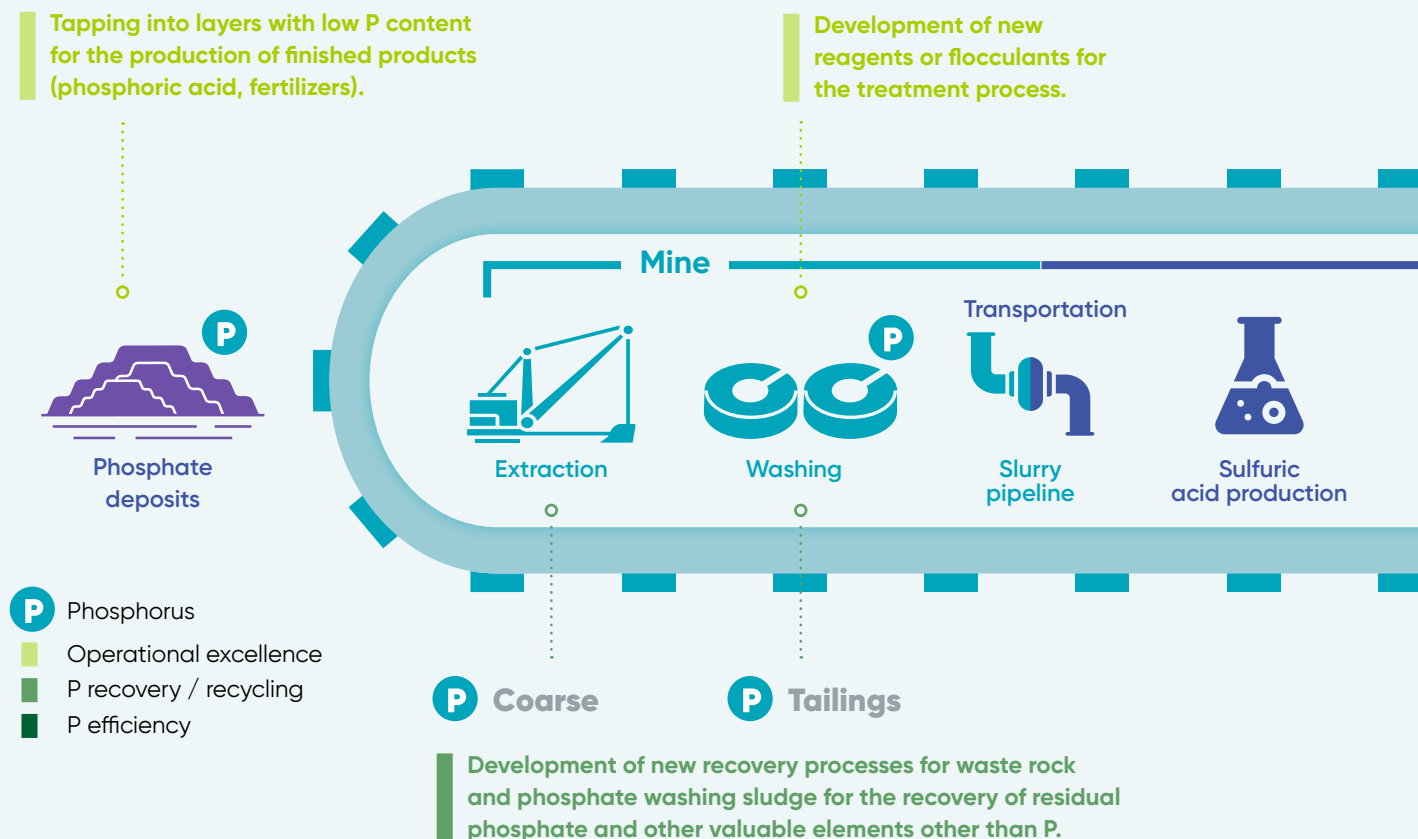 Tapping into layers with low P content
for the production of finished products
(phosphoric acid, fertilizers).
Development of new
reagents or flocculants for
the treatment process.
Mine
Transportation
P
P
Phosphate
deposits
Extraction
Washing
Slurry
pipeline
Sulfuric
acid production
P Phosphorus
Operational excellence
P recovery / recycling
P efficiency
P Coarse
P Tailings
Development of new recovery processes for waste rock
and phosphate washing sludge for the recovery of residual
phosphate and other valuable elements other than P.